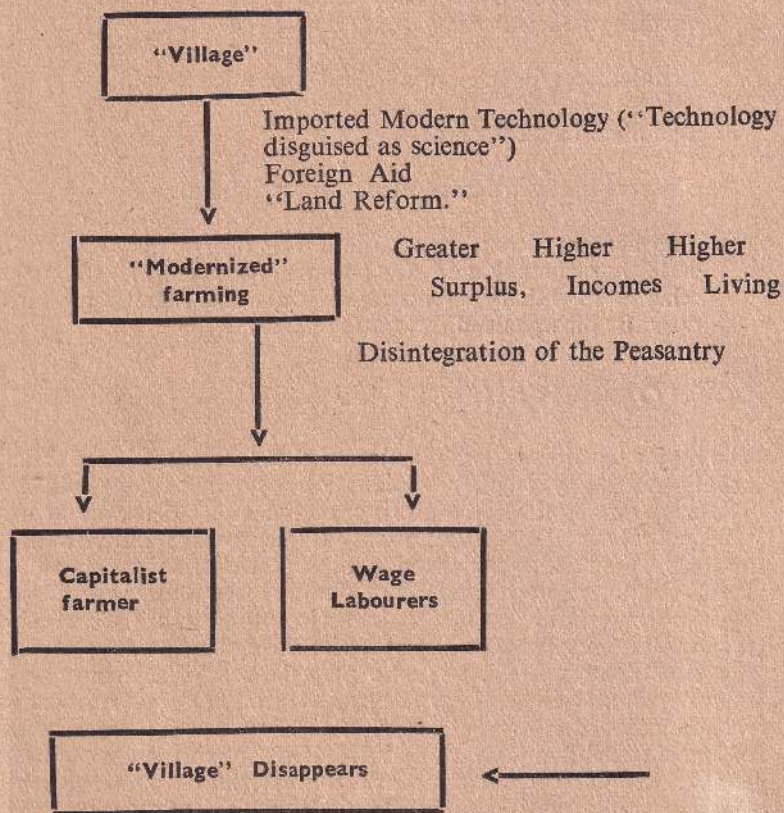 “Village”
Imported Modern Technology (“Technology
disguised as science”)
Foreign Aid
“Land Reform.”
“Modernized”
farming
Greater Higher Higher
Surplus, Incomes Living
Disintegration of the Peasantry
Capitalist
farmer
Wage
Labourers
“Village” Disappears